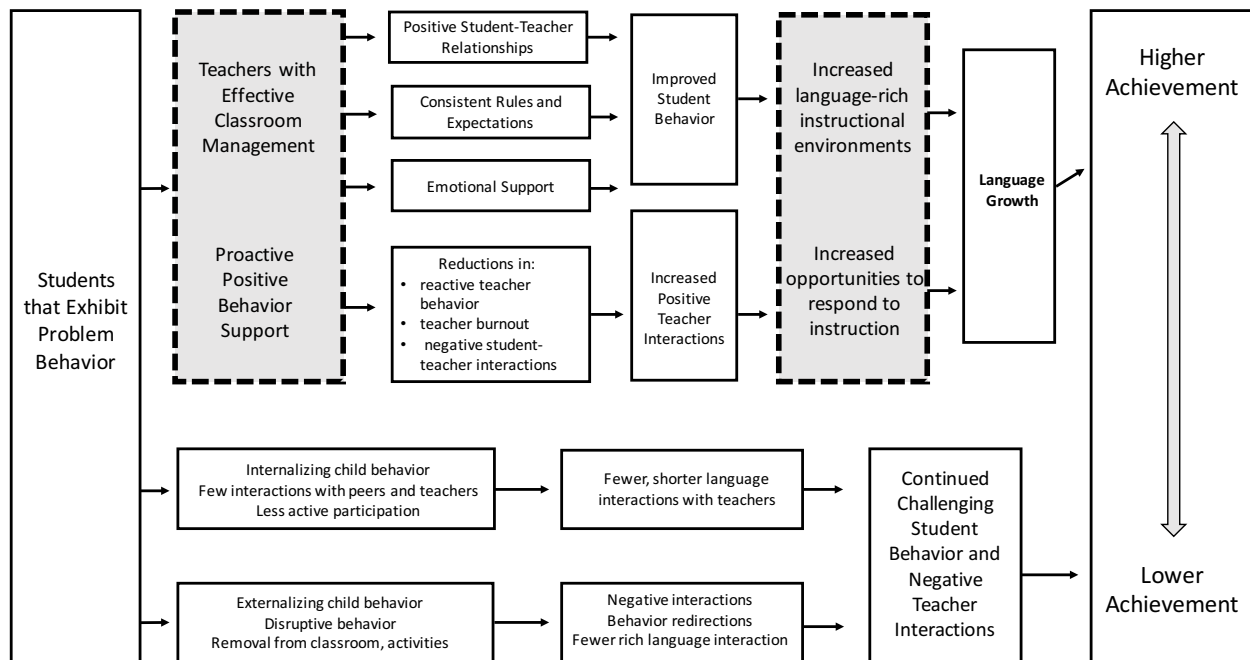 Students
that Exhibit
Problem
Behavior
Teachers with
Effective
Classroom
Management
Proactive
Positive
Behavior
Support
Positive Student-Teacher
Relationships
Consistent Rules and
Expectations
Emotional Support
Reductions in:
• reactive teacher
behavior
• teacher burnout
• negative student-
teacher interactions
Improved
Student
Behavior
Increased
Positive
Teacher
Interactions
Increased
language-rich
instructional
environments
Increased
opportunities to
respond to
instruction
Language
Growth
Internalizing child behavior
Few interactions with peers and teachers
Less active participation
Fewer, shorter language
interactions with teachers
Externalizing child behavior
Disruptive behavior
Removal from classroom, activities
Negative interactions
Behavior redirections
Fewer rich language interaction
Continued
Challenging
Student
Behavior and
Negative
Teacher
Interactions
Higher
Achievement
Lower
Achievement